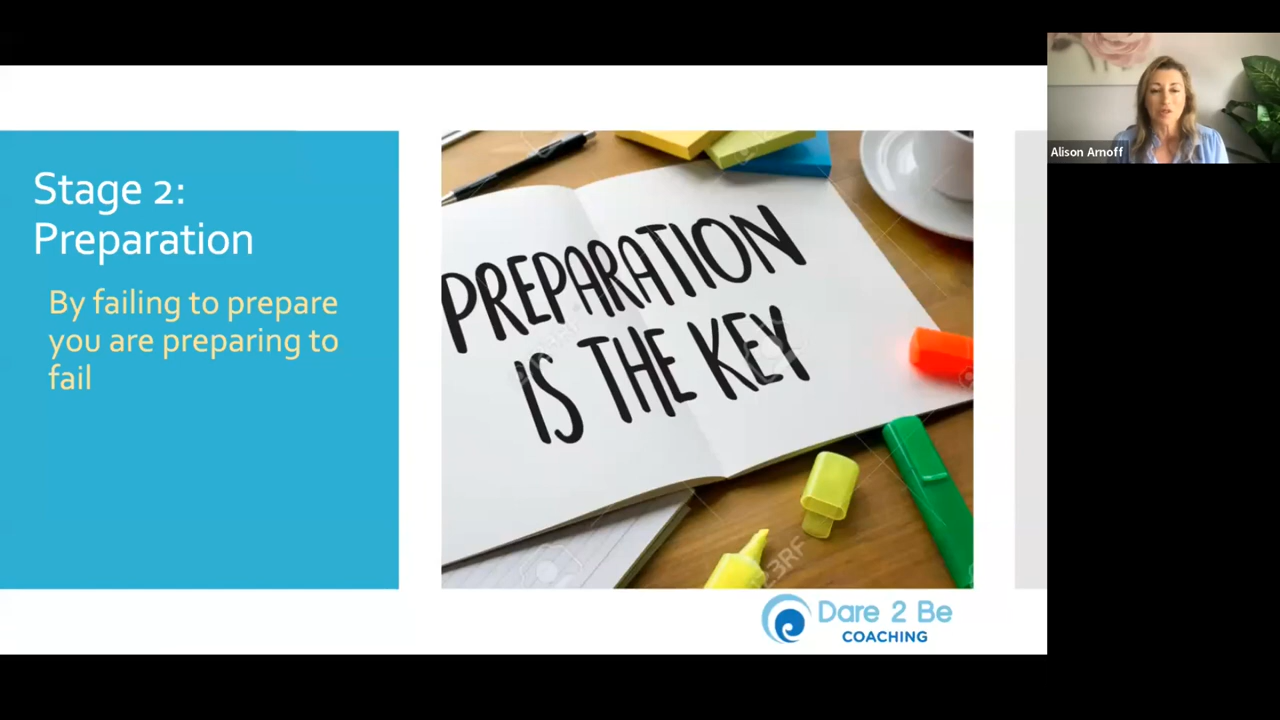 Stage 2:
Preparation
By failing to prepare
you are preparing to
fail
PREPARATION
IS THE KEY
Dare 2 Be
COACHING
Alison Arnoff